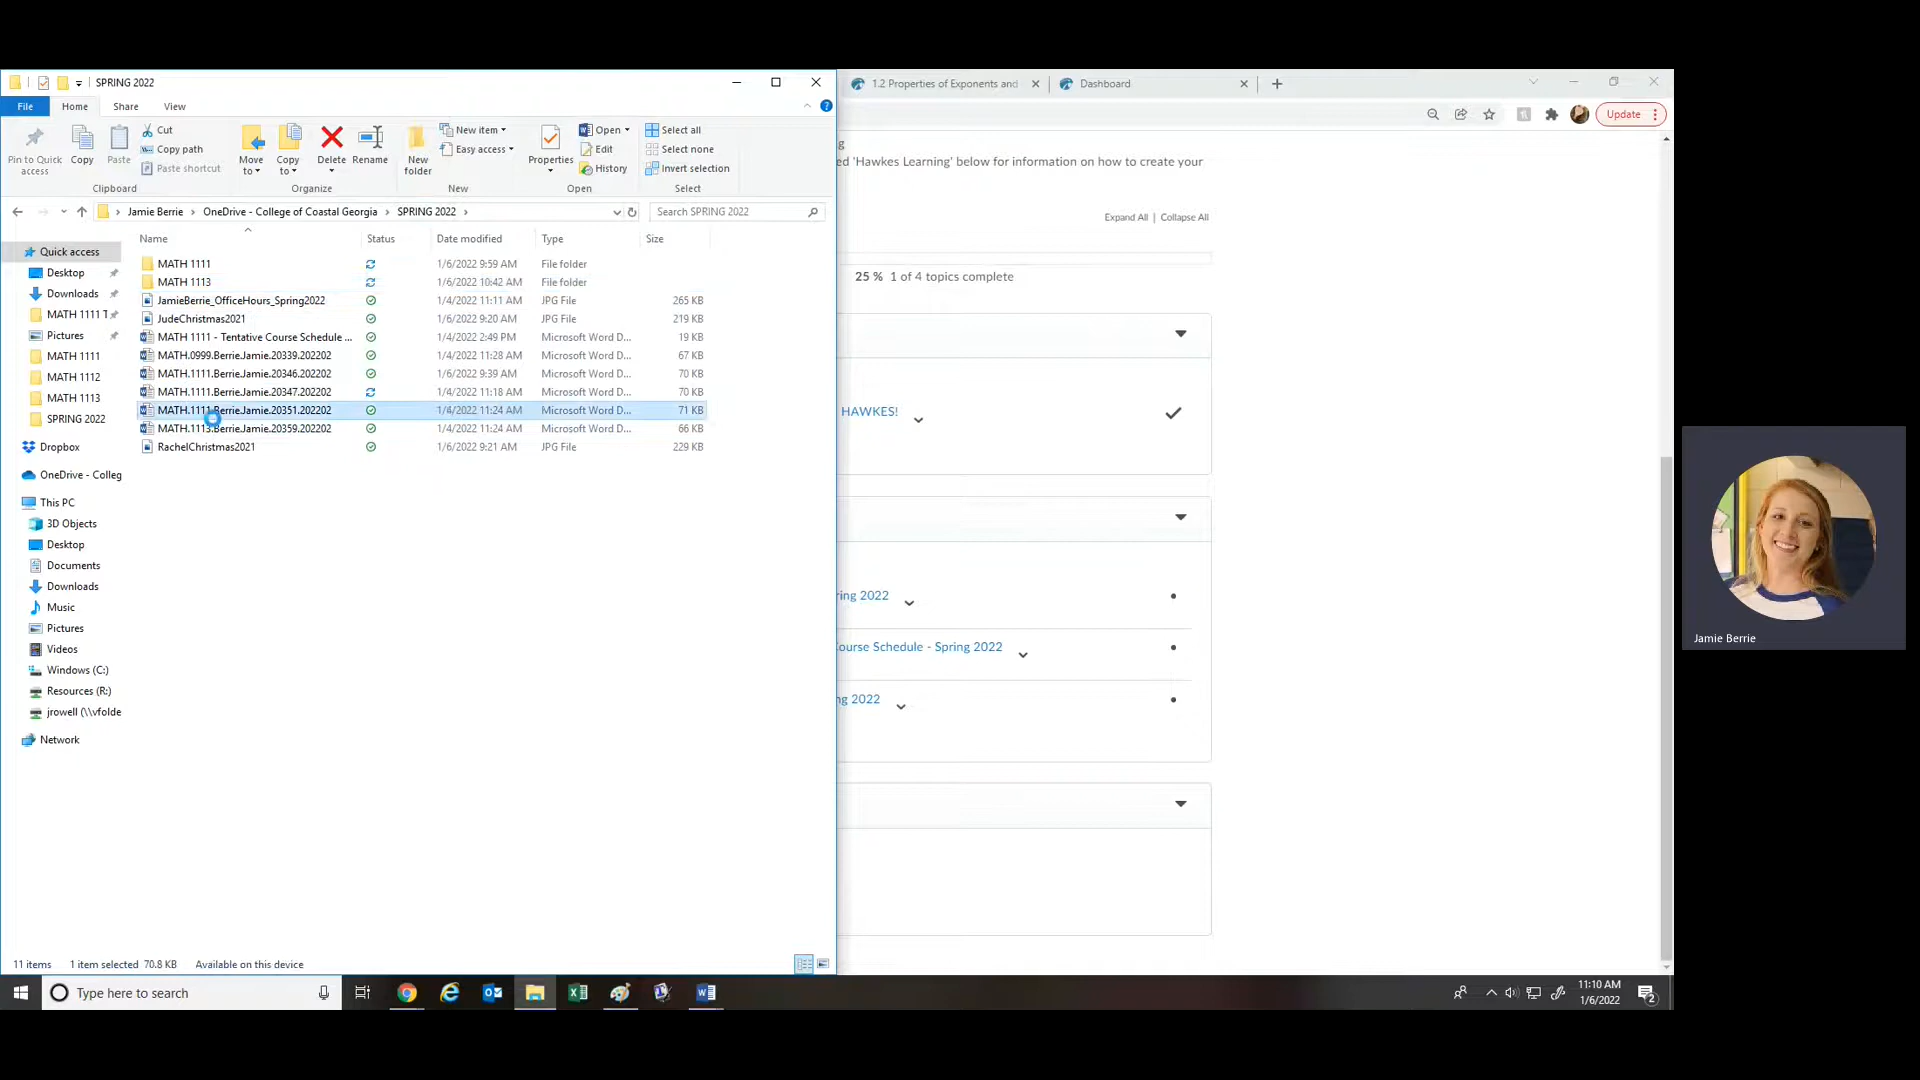 SPRING 2022
File Home Share View
Pin to Quick access
Copy
Paste
Cut
Copy path
Paste shortcut
Move to
Copy to
Delete
Rename
New folder
New item
Easy access
Properties
Open
Edit
History
Select all
Select none
Invert selection
Clipboard Organize New Open Select
Jamie Berrie > OneDrive - College of Coastal Georgia > SPRING 2022 >
Search SPRING 2022
Name Status Date modified Type Size
MATH 1111 1/6/2022 9:59 AM File folder
MATH 1113 1/6/2022 10:42 AM File folder
JamieBerrie_OfficeHours_Spring2022 1/4/2022 11:11 AM JPG File 265 KB
JudeChristmas2021 1/6/2022 9:20 AM JPG File 219 KB
MATH 1111 - Tentative Course Schedule ... 1/4/2022 2:49 PM Microsoft Word D... 19 KB
MATH.0999.Berrie.Jamie.20339.202202 1/4/2022 11:28 AM Microsoft Word D... 67 KB
MATH.1111.Berrie.Jamie.20346.202202 1/6/2022 9:39 AM Microsoft Word D... 70 KB
MATH.1111.Berrie.Jamie.20347.202202 1/4/2022 11:18 AM Microsoft Word D... 70 KB
MATH.1111.Berrie.Jamie.20351.202202 1/4/2022 11:24 AM Microsoft Word D... 71 KB
MATH.1113.Berrie.Jamie.20359.202202 1/4/2022 11:24 AM Microsoft Word D... 66 KB
RachelChristmas2021 1/6/2022 9:21 AM JPG File 229 KB
Quick access
Desktop
Downloads
MATH 1111 T
Pictures
MATH 1111
MATH 1112
MATH 1113
SPRING 2022
Dropbox
OneDrive - Colleg
This PC
3D Objects
Desktop
Documents
Downloads
Music
Pictures
Videos
Windows (C:)
Resources (R:)
jrowell (\\vfolde
Network
11 items 1 item selected 70.8 KB Available on this device
1.2 Properties of Exponents and
Dashboard
Update
ed 'Hawkes Learning' below for information on how to create your
Expand All | Collapse All
25 % 1 of 4 topics complete
HAWKES!
ring 2022
Course Schedule - Spring 2022
ng 2022
Jamie Berrie
Type here to search
11:10 AM
1/6/2022
2